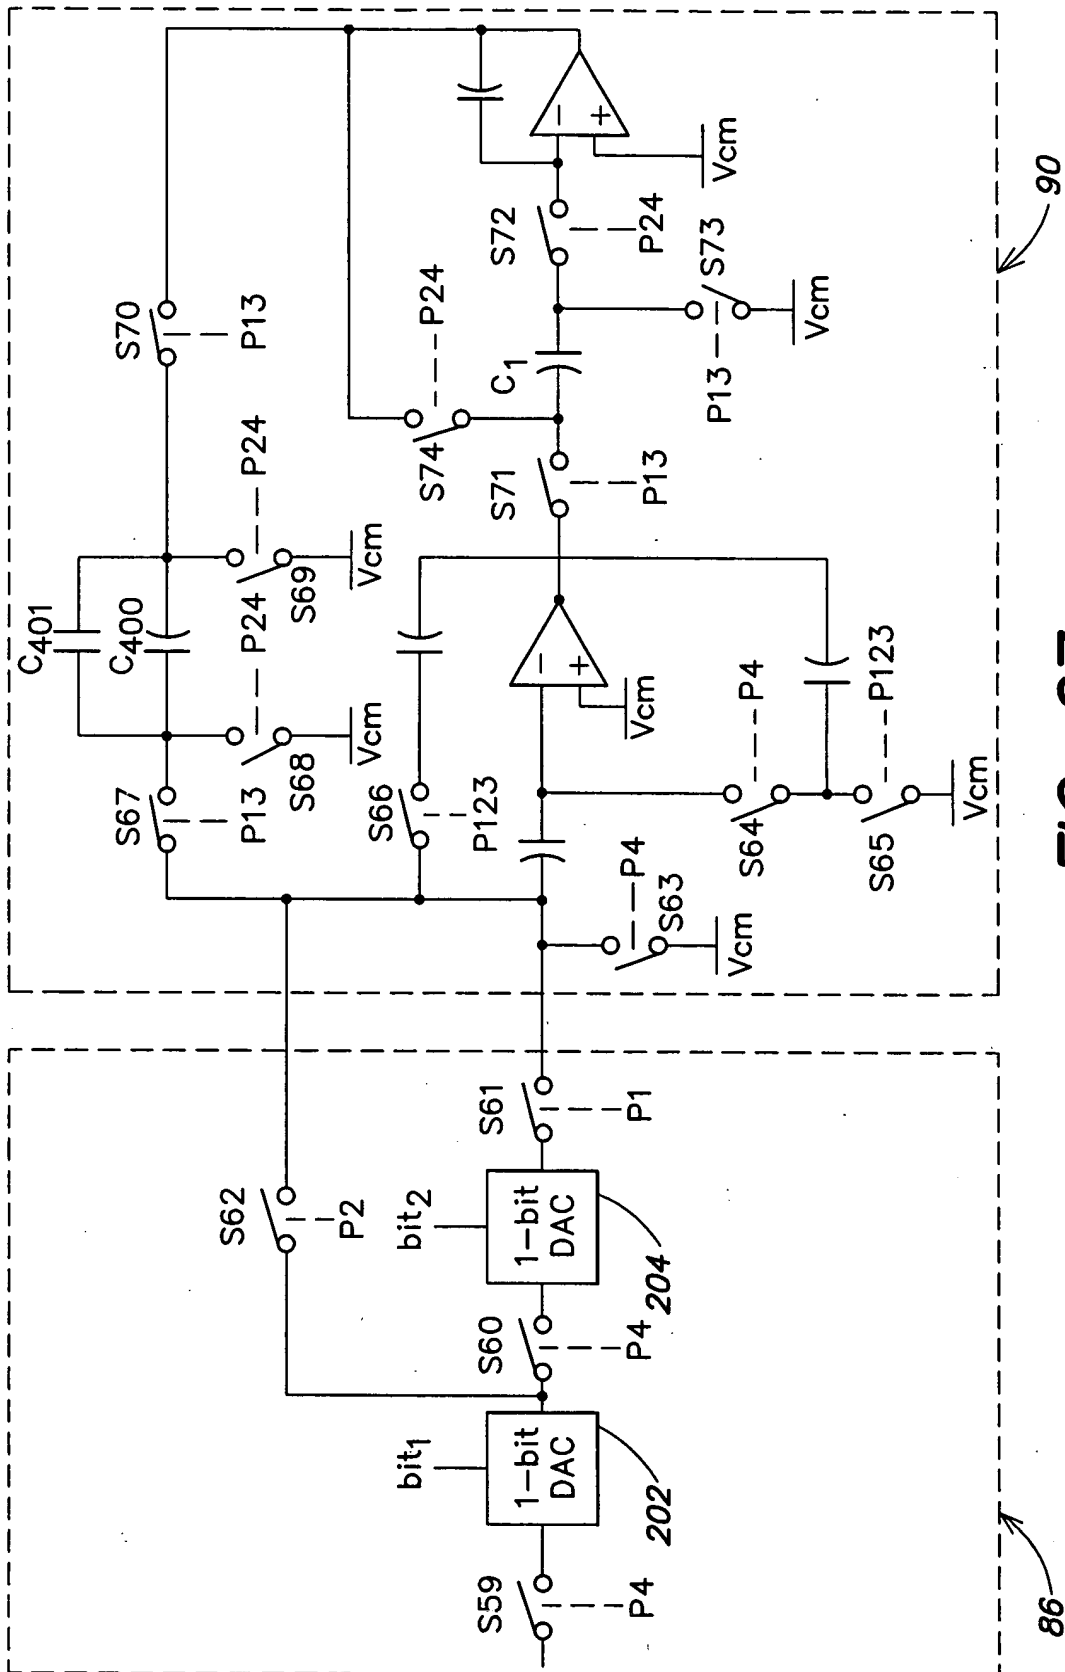 S59
P4
bit1
1-bit
DAC
202
S60
P4
bit2
1-bit
DAC
204
S61
P1
S62
P2
86
S67
P13
C401
C400
S68
P24
Vcm
S69
P24
Vcm
S70
P13
S66
P123
S63
P4
Vcm
S64
P4
S65
P123
Vcm
−
+
Vcm
S71
P13
S74
P24
C1
S72
P24
S73
P13
Vcm
−
+
Vcm
90